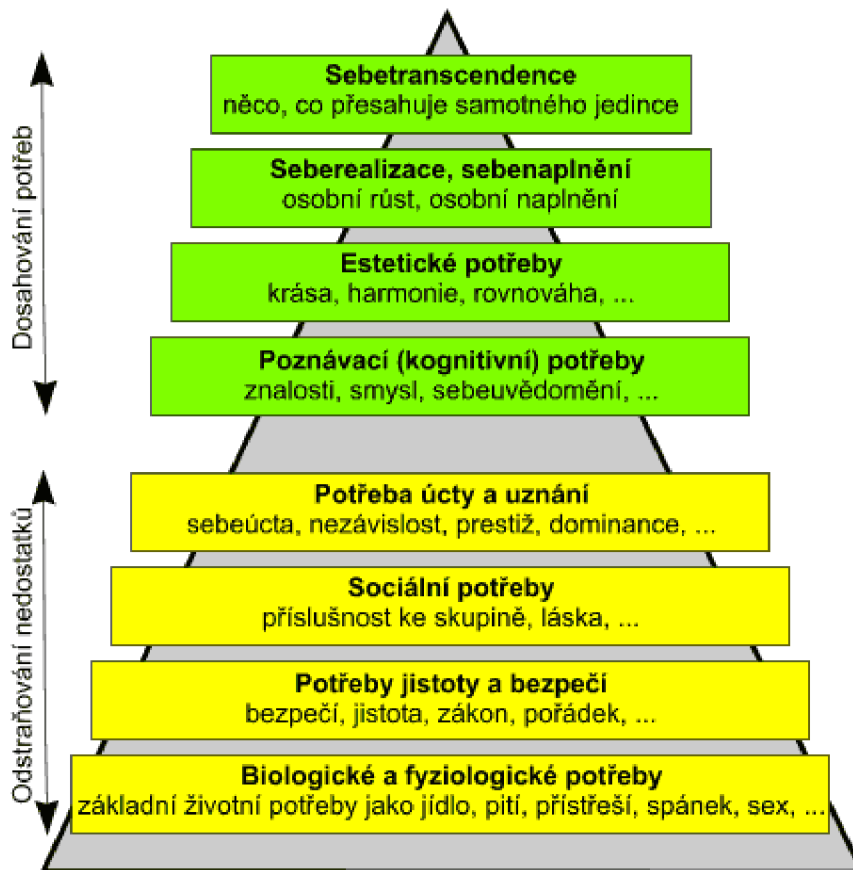 Sebetranscendence
něco, co přesahuje samotného jedince
Seberealizace, sebenaplnění
osobní růst, osobní naplnění
Estetické potřeby
krása, harmonie, rovnováha, ...
Poznávací (kognitivní) potřeby
znalosti, smysl, sebeuvědomění, ...
Dosahování potřeb
Potřeba úcty a uznání
sebeúcta, nezávislost, prestiž, dominance, ...
Sociální potřeby
příslušnost ke skupině, láska, ...
Potřeby jistoty a bezpečí
bezpečí, jistota, zákon, pořádek, ...
Biologické a fyziologické potřeby
základní životní potřeby jako jídlo, pití, přístřeší, spánek, sex, ...
Odstraňování nedostatků